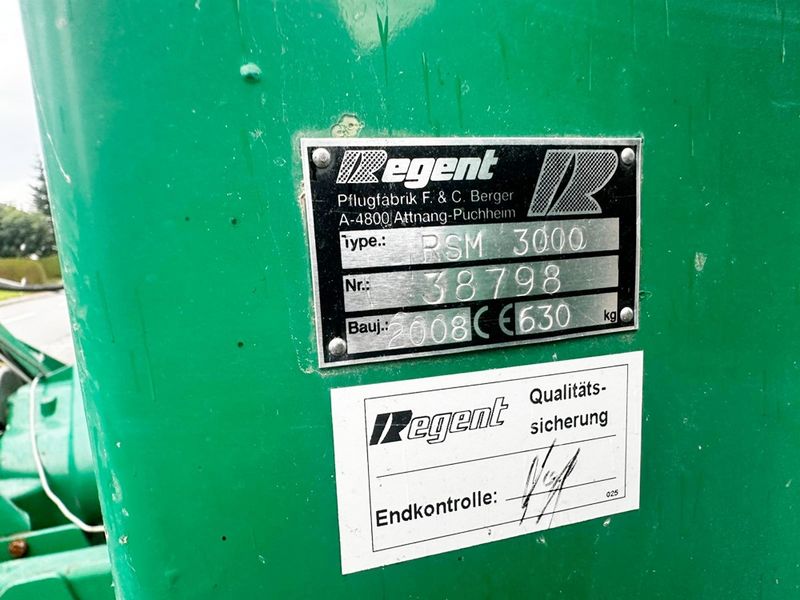 Regent
Pflugfabrik F. & C. Berger
A-4800 Attnang-Puchheim
R
Type.: RSM 3000
Nr.: 38798
Bauj.: 2008 CE 630 kg
Regent
Qualitäts-
sicherung
Endkontrolle:
025